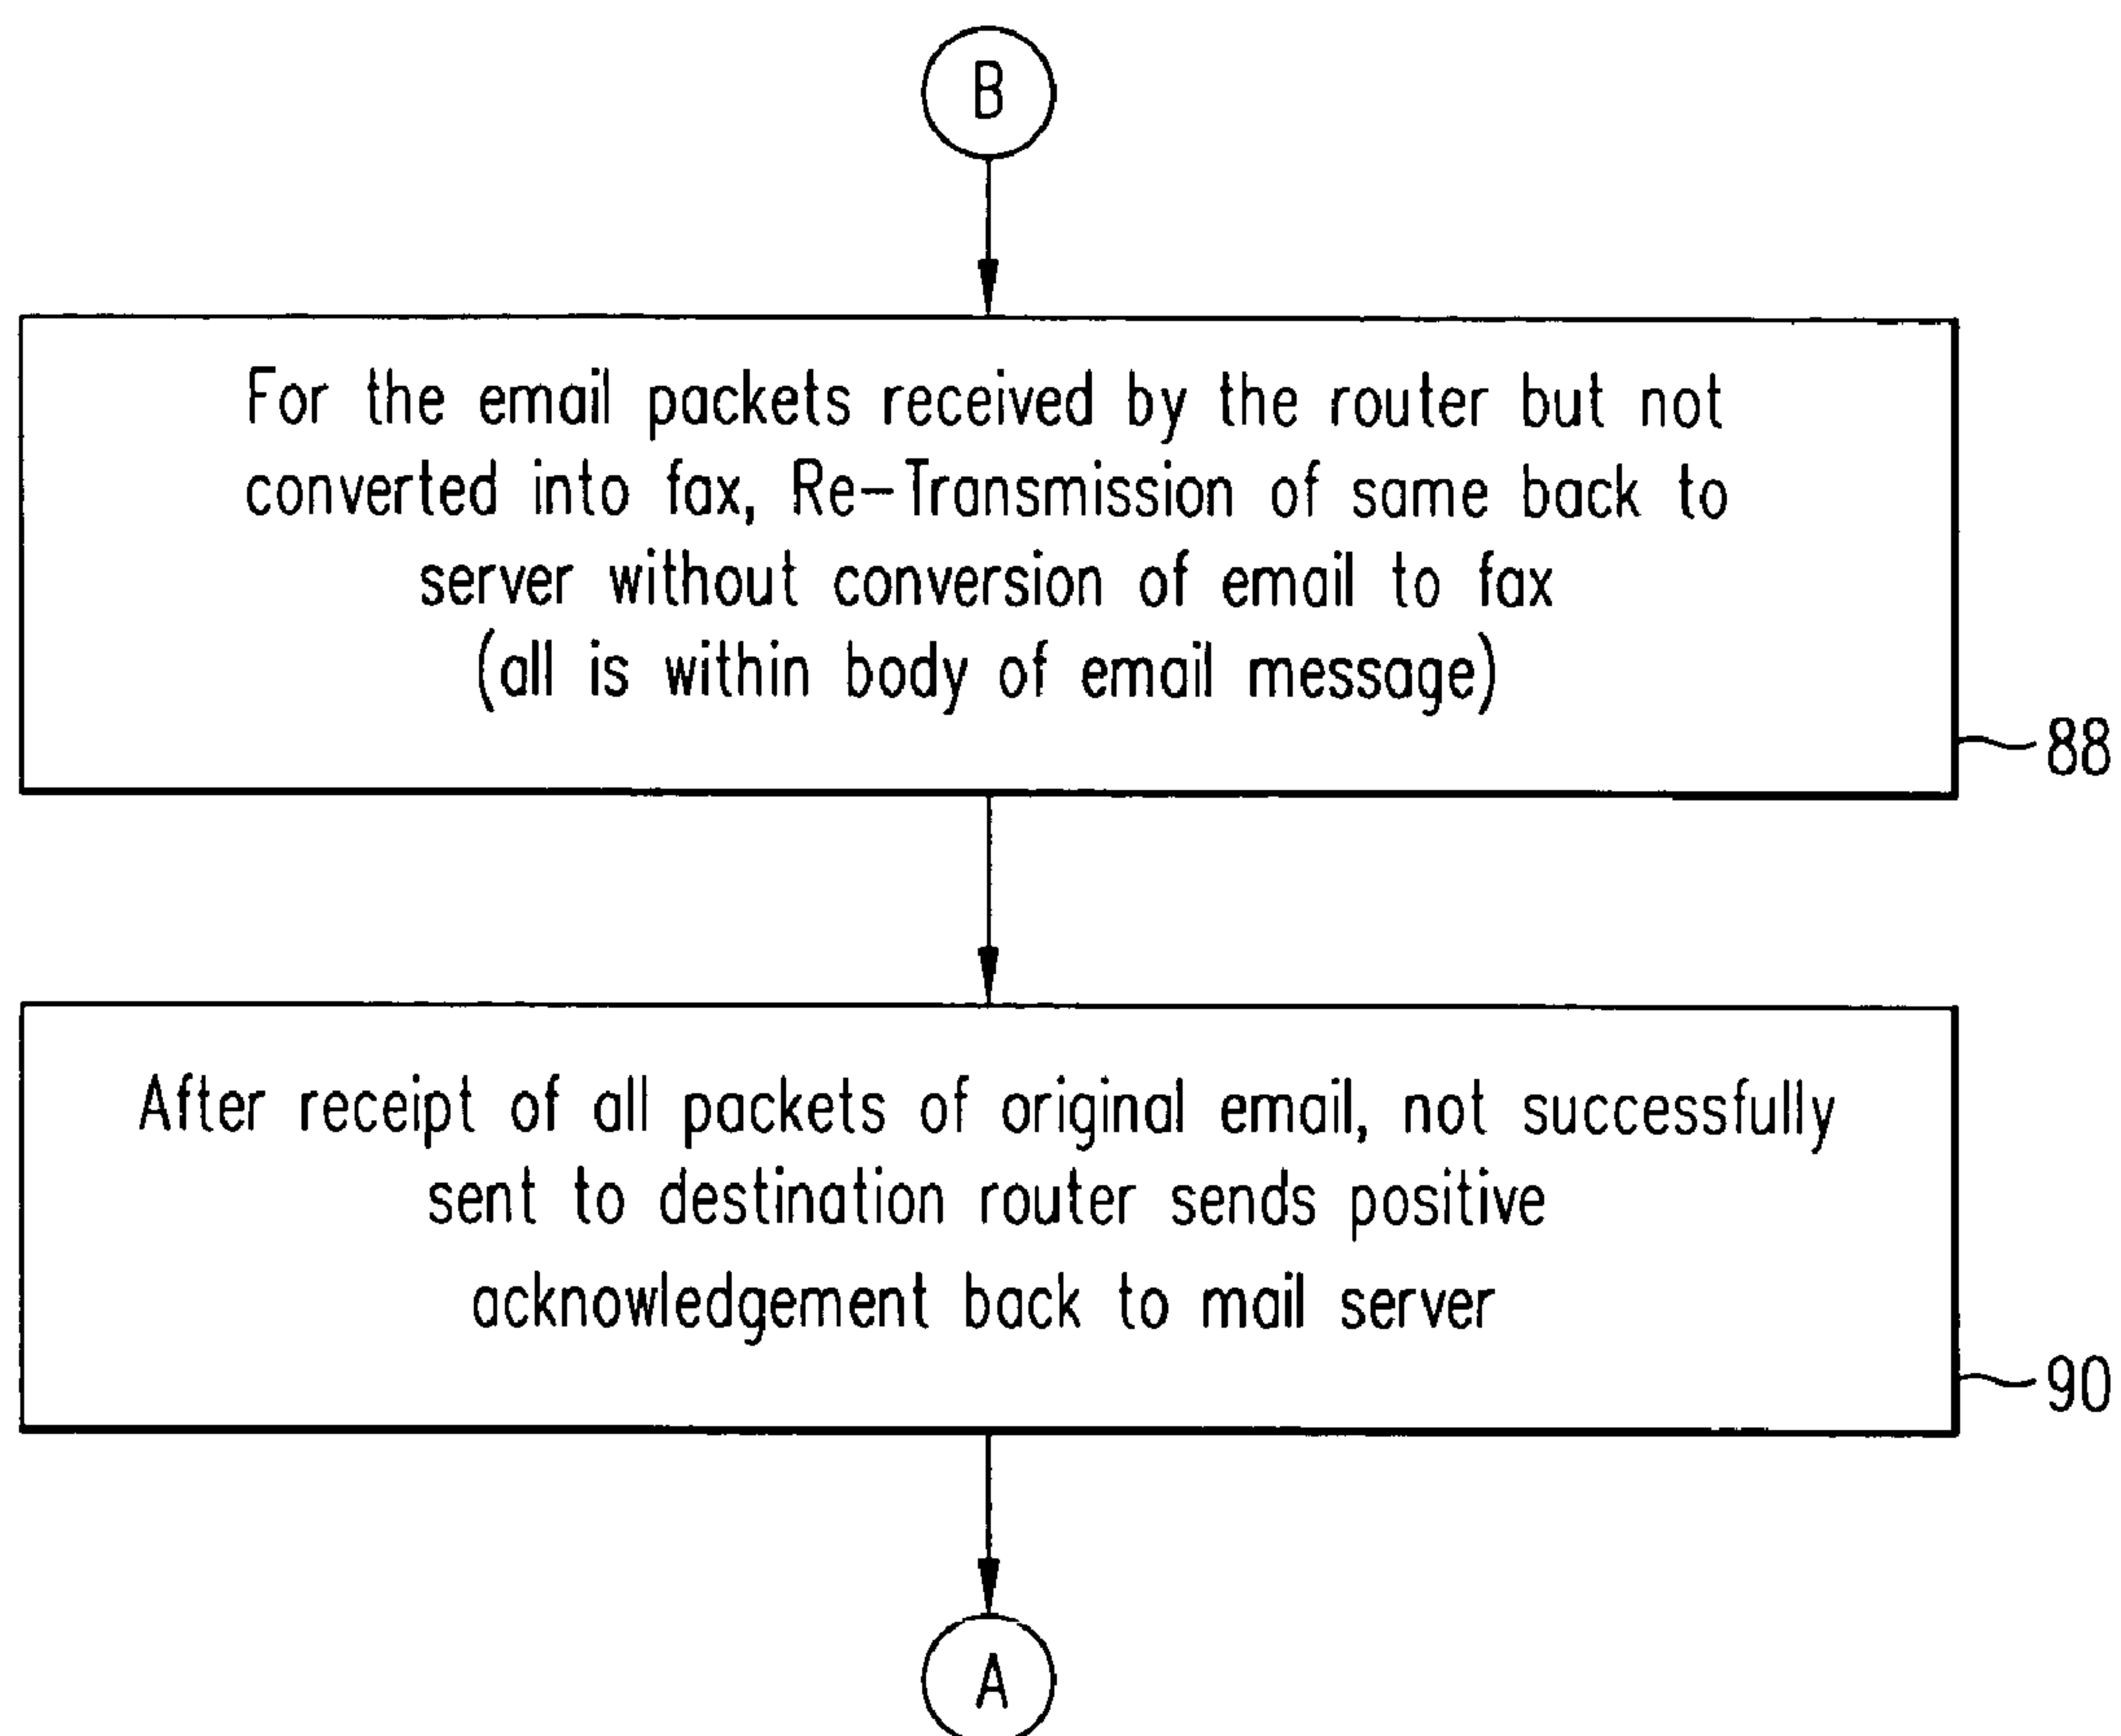 B
For the email packets received by the router but not
converted into fax, Re-Transmission of same back to
server without conversion of email to fax
(all is within body of email message)
88
After receipt of all packets of original email, not successfully
sent to destination router sends positive
acknowledgement back to mail server
90
A